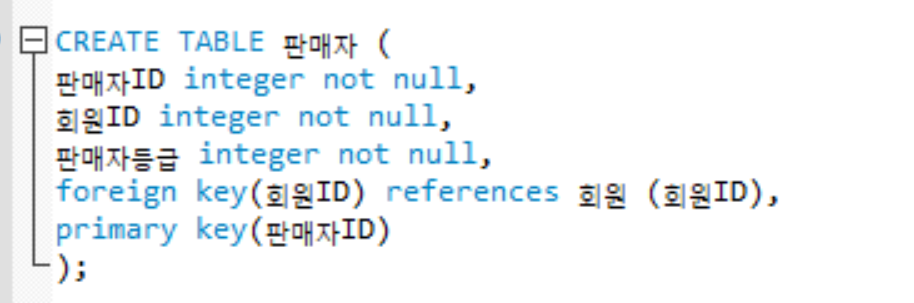 CREATE TABLE 판매자 (
판매자ID integer not null,
회원ID integer not null,
판매자등급 integer not null,
foreign key(회원ID) references 회원 (회원ID),
primary key(판매자ID)
);